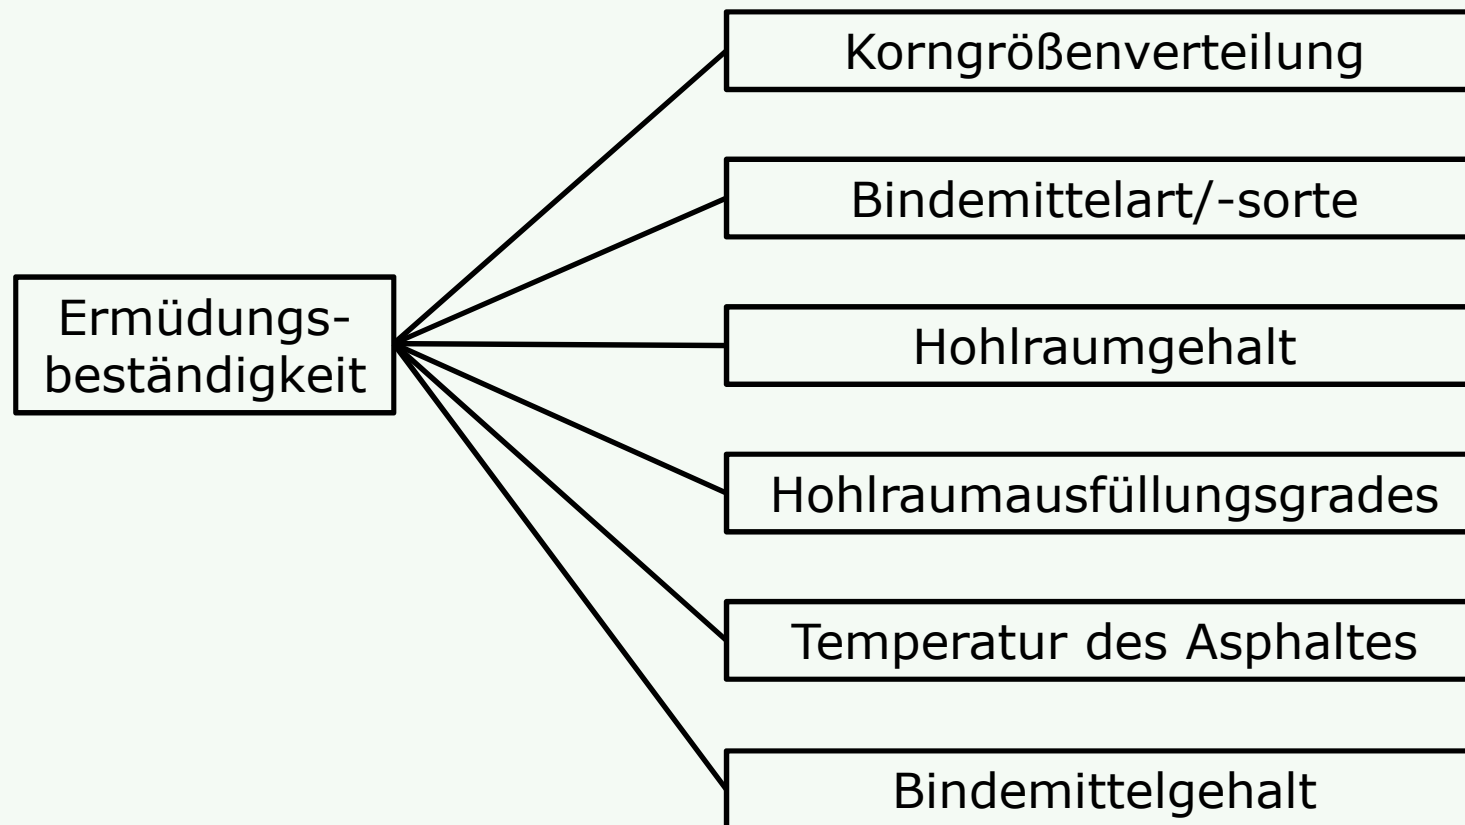 Korngrößenverteilung
Bindemittelart/-sorte
Ermüdungs-
beständigkeit
Hohlraumgehalt
Hohlraumausfüllungsgrades
Temperatur des Asphaltes
Bindemittelgehalt